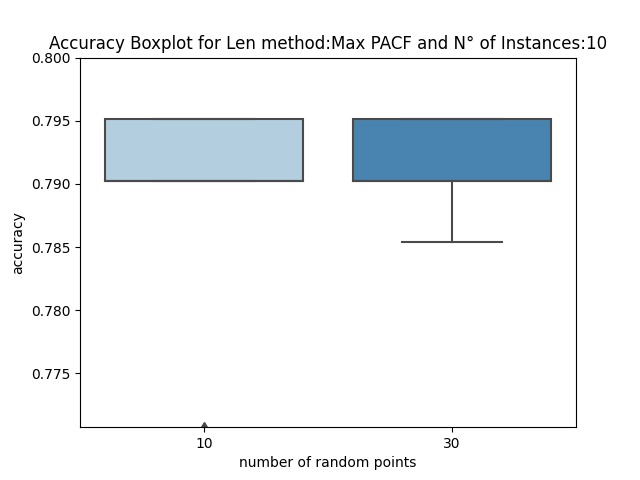 Accuracy Boxplot for Len method:Max PACF and N° of Instances:10
0.800
0.795
0.790
0.785
0.780
0.775
accuracy
10
30
number of random points